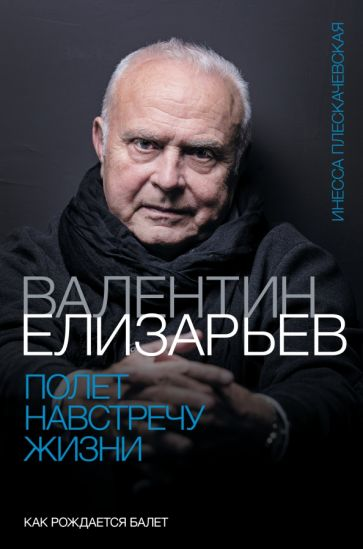 ИНЕССА ПЛЕСКАЧЕВСКАЯ
ВАЛЕНТИН
ЕЛИЗАРЬЕВ
ПОЛЕТ
НАВСТРЕЧУ
ЖИЗНИ
КАК РОЖДАЕТСЯ БАЛЕТ